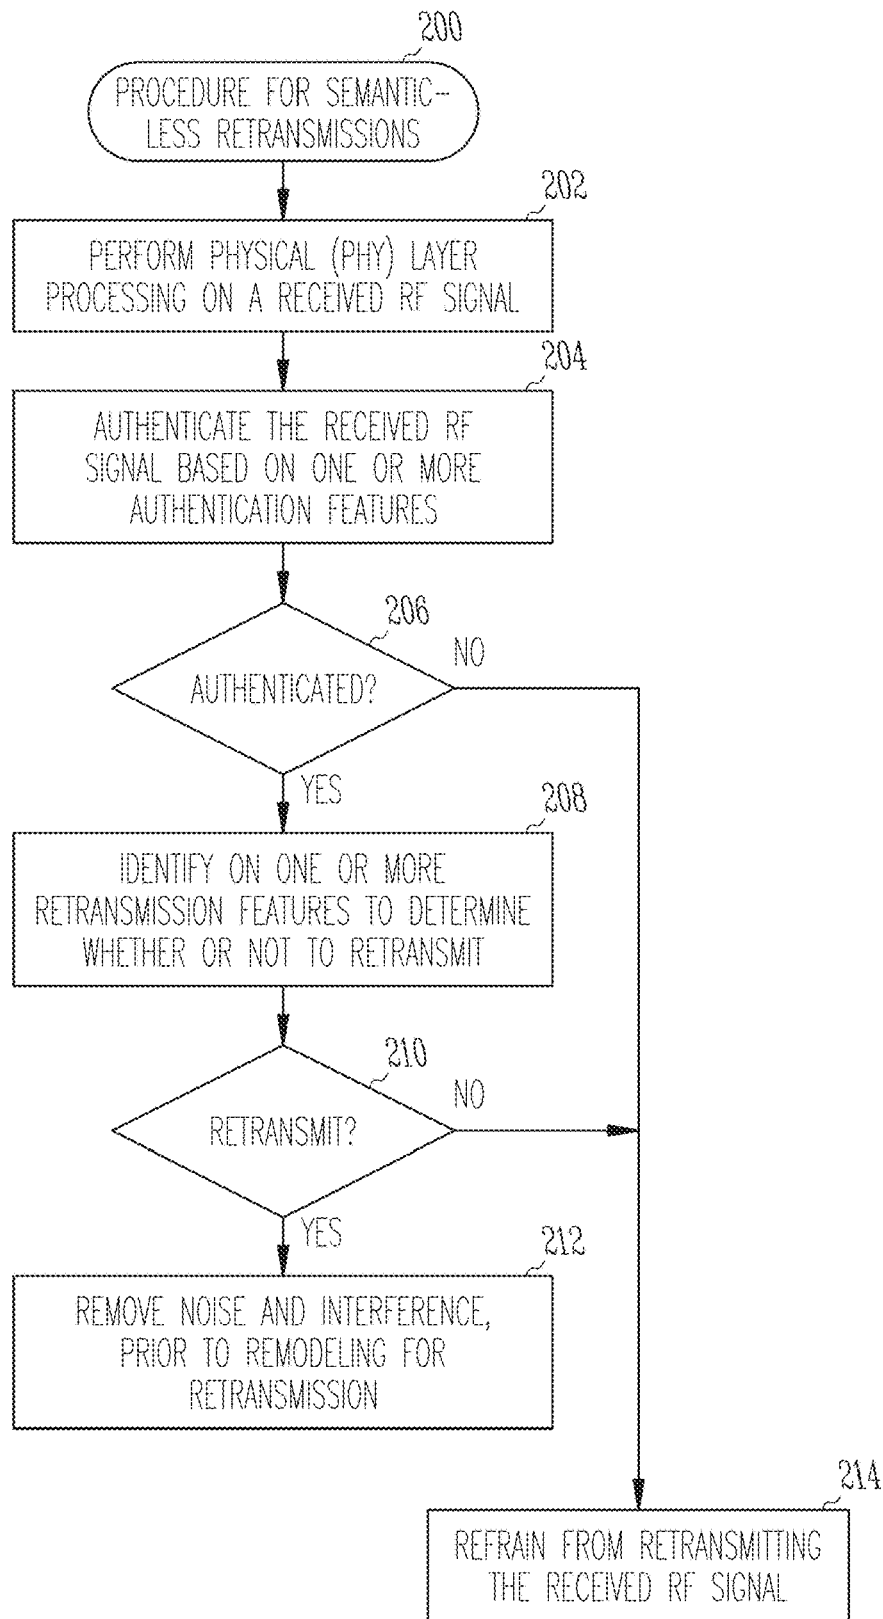 200
PROCEDURE FOR SEMANTIC-
LESS RETRANSMISSIONS
202
PERFORM PHYSICAL (PHY) LAYER
PROCESSING ON A RECEIVED RF SIGNAL
204
AUTHENTICATE THE RECEIVED RF
SIGNAL BASED ON ONE OR MORE
AUTHENTICATION FEATURES
206
NO
AUTHENTICATED?
YES
208
IDENTIFY ON ONE OR MORE
RETRANSMISSION FEATURES TO DETERMINE
WHETHER OR NOT TO RETRANSMIT
210
NO
RETRANSMIT?
YES
212
REMOVE NOISE AND INTERFERENCE,
PRIOR TO REMODELING FOR
RETRANSMISSION
214
REFRAIN FROM RETRANSMITTING
THE RECEIVED RF SIGNAL